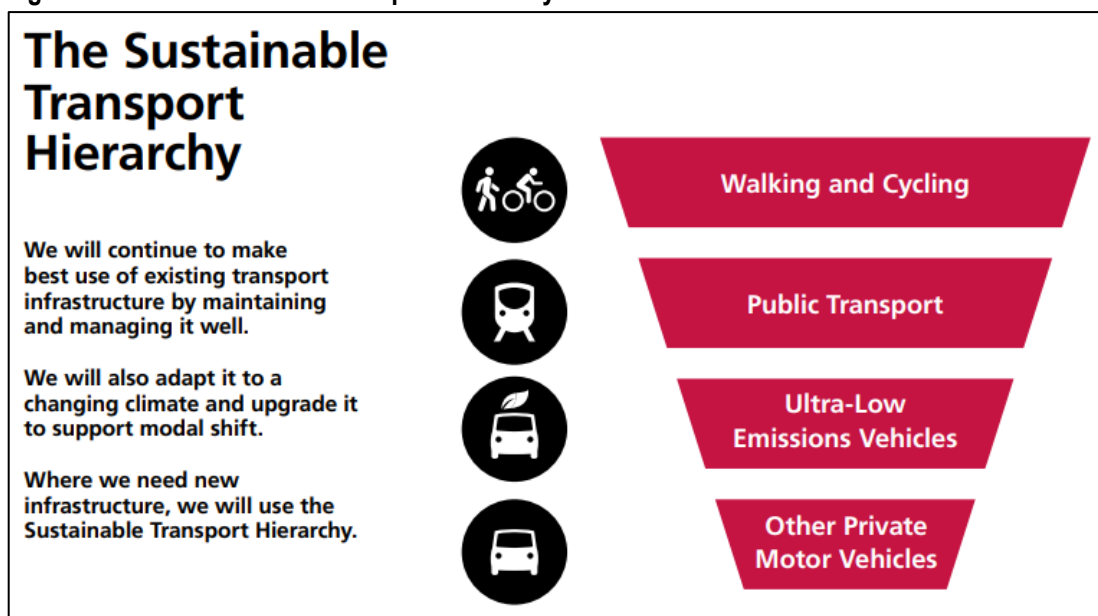 The Sustainable
Transport
Hierarchy
We will continue to make
best use of existing transport
infrastructure by maintaining
and managing it well.
We will also adapt it to a
changing climate and upgrade it
to support modal shift.
Where we need new
infrastructure, we will use the
Sustainable Transport Hierarchy.
Walking and Cycling
Public Transport
Ultra-Low
Emissions Vehicles
Other Private
Motor Vehicles